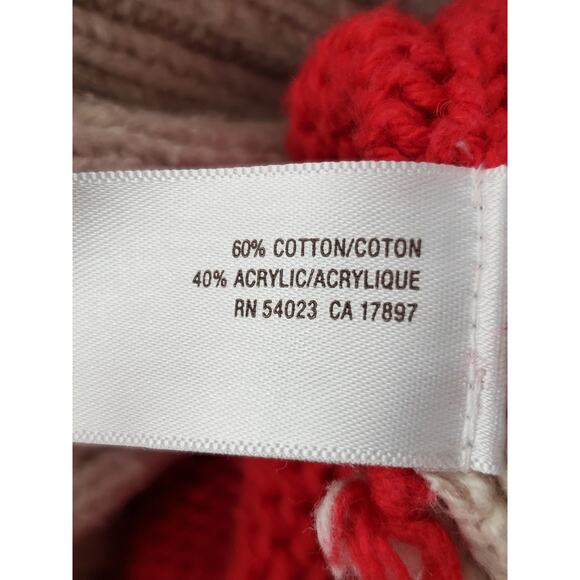 60% COTTON/COTON
40% ACRYLIC/ACRYLIQUE
RN 54023 CA 17897